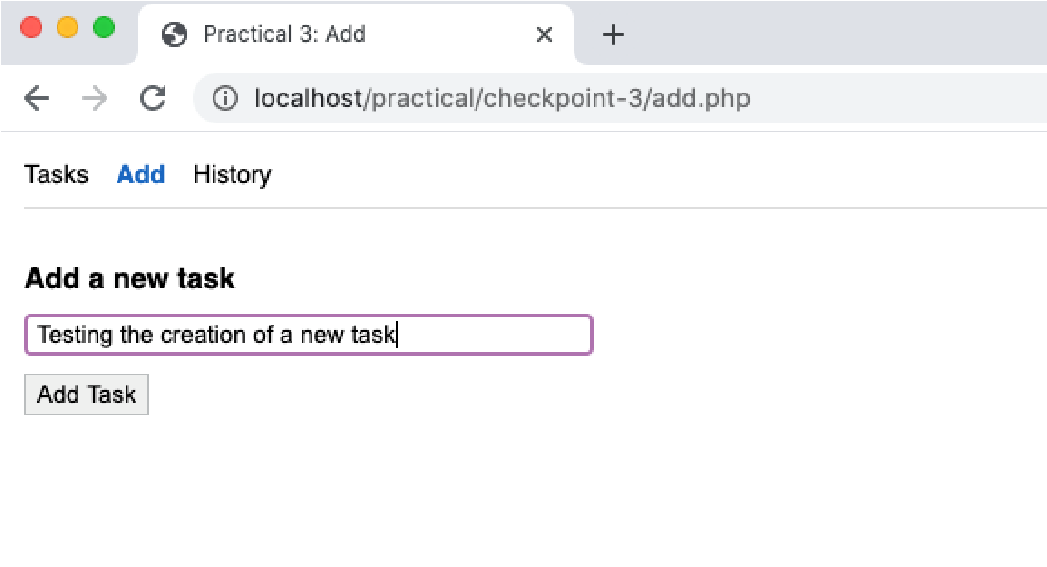 Practical 3: Add
localhost/practical/checkpoint-3/add.php
Tasks Add History
Add a new task
Testing the creation of a new task
Add Task